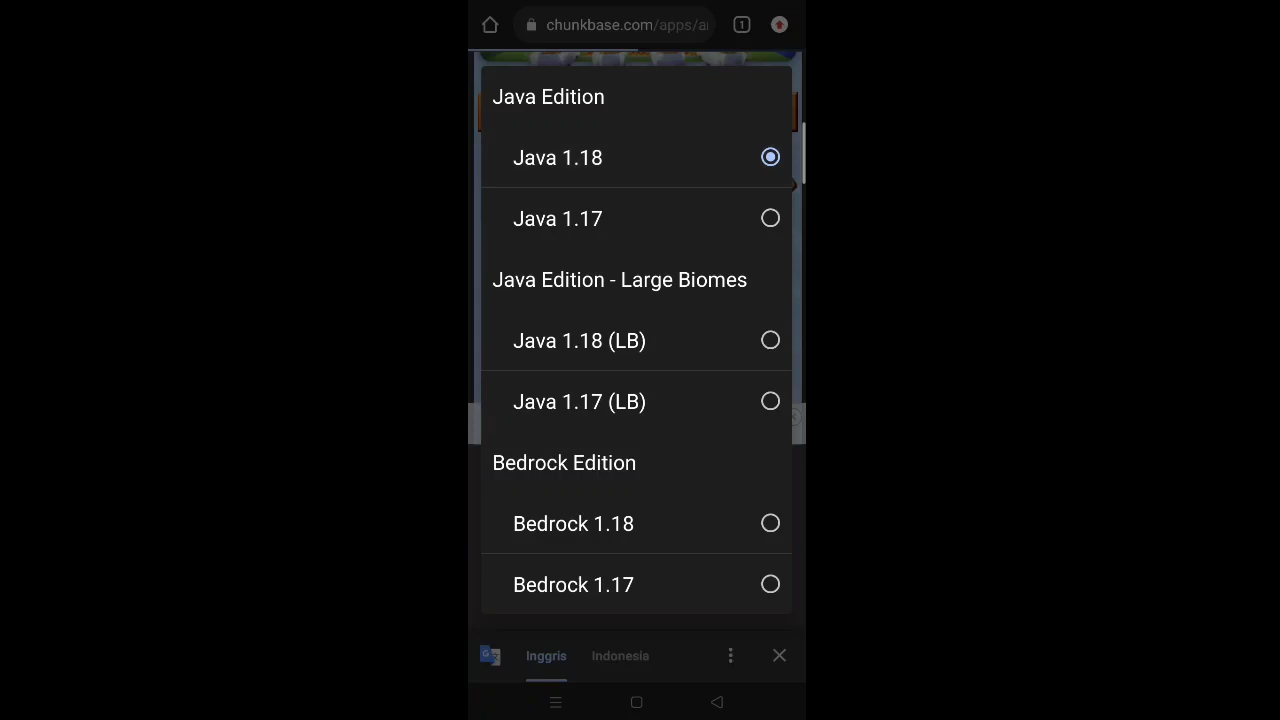 chunkbase.com/apps/a
1
Java Edition
Java 1.18
Java 1.17
Java Edition - Large Biomes
Java 1.18 (LB)
Java 1.17 (LB)
Bedrock Edition
Bedrock 1.18
Bedrock 1.17
Inggris
Indonesia